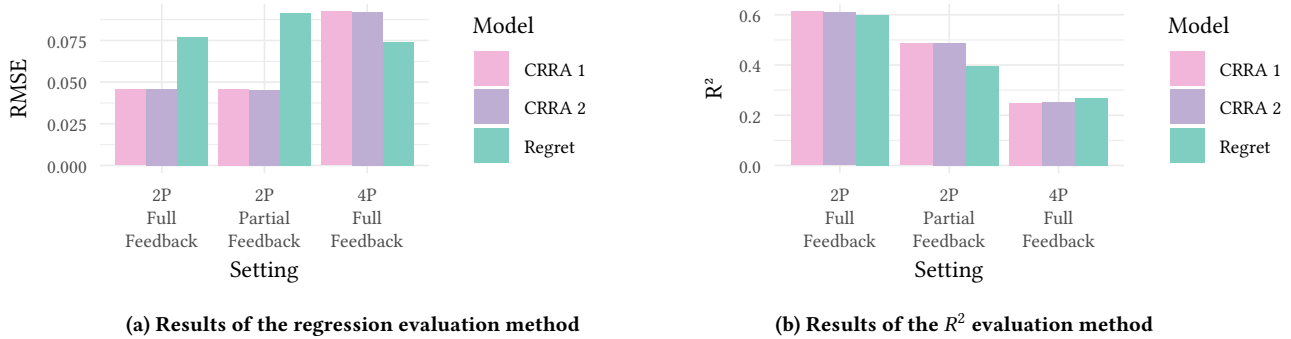 RMSE
0.075
0.050
0.025
0.000
2P
Full
Feedback
2P
Partial
Feedback
4P
Full
Feedback
Setting
Model
CRRA 1
CRRA 2
Regret
(a) Results of the regression evaluation method
R²
0.6
0.4
0.2
0.0
2P
Full
Feedback
2P
Partial
Feedback
4P
Full
Feedback
Setting
Model
CRRA 1
CRRA 2
Regret
(b) Results of the R² evaluation method